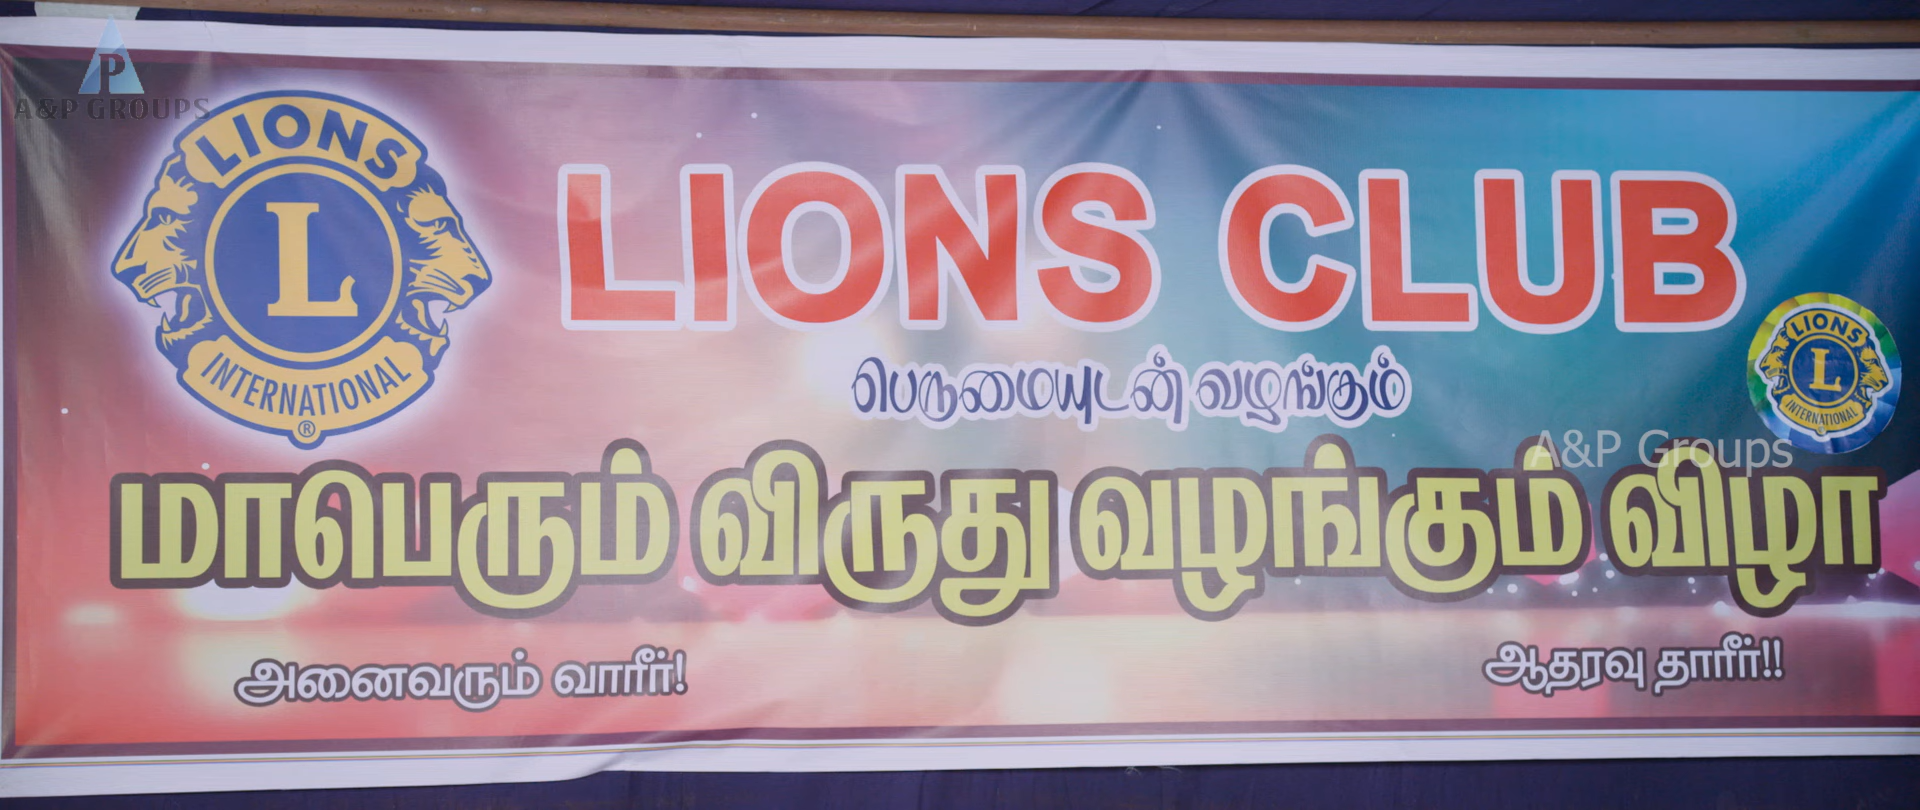 P
A&P GROUPS
LIONS
L
INTERNATIONAL
®
LIONS CLUB
பெருமையுடன் வழங்கும்
LIONS
L
INTERNATIONAL
A&P Groups
மாபெரும் விருது வழங்கும் விழா
அனைவரும் வாரீர்!
ஆதரவு தாரீர்!!